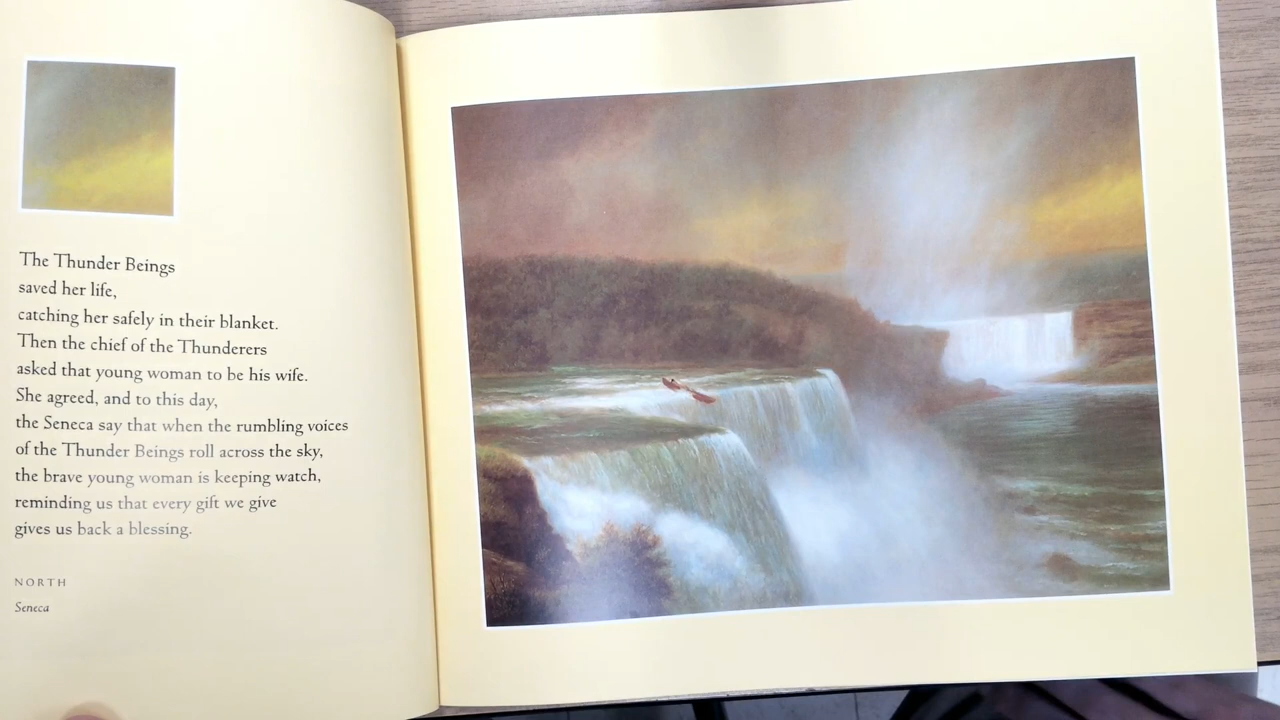 The Thunder Beings
saved her life,
catching her safely in their blanket.
Then the chief of the Thunderers
asked that young woman to be his wife.
She agreed, and to this day,
the Seneca say that when the rumbling voices
of the Thunder Beings roll across the sky,
the brave young woman is keeping watch,
reminding us that every gift we give
gives us back a blessing.
NORTH
Seneca